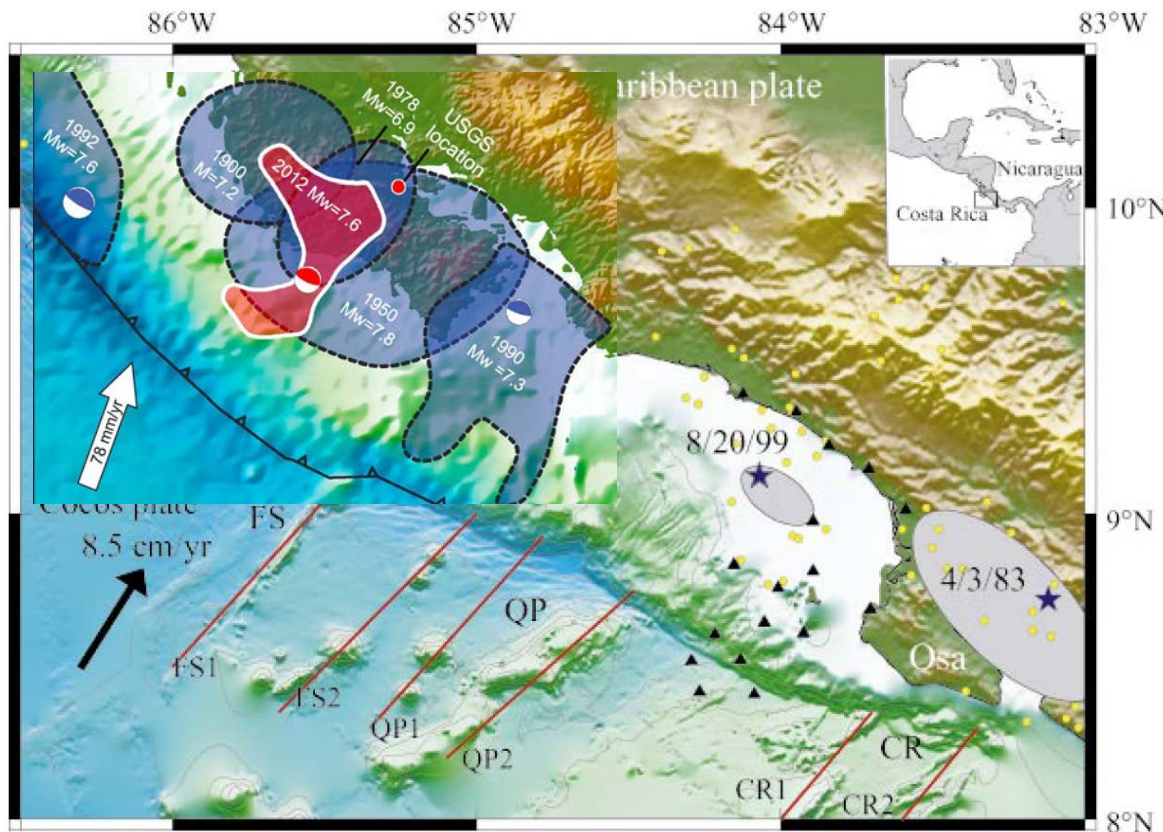 86°W
85°W
84°W
83°W
1992
Mw=7.6
1900
M=7.2
1978
Mw=6.9
USGS
location
2012 Mw=7.6
1950
Mw=7.8
1990
Mw =7.3
78 mm/yr
aribbean plate
Nicaragua
Costa Rica
10°N
8/20/99
9°N
Cocos plate
8.5 cm/yr
FS
QP
4/3/83
Osa
FS1
FS2
QP1
QP2
CR
CR1
CR2
8°N